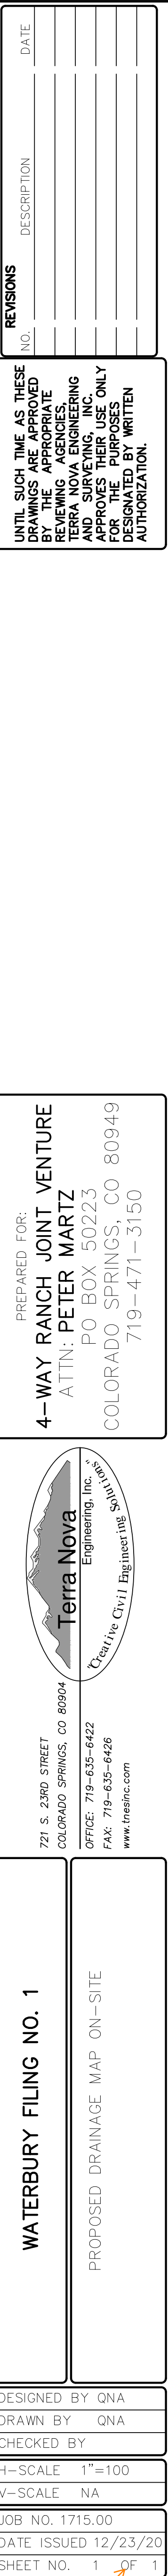 REVISIONS
NO. DESCRIPTION DATE
UNTIL SUCH TIME AS THESE
DRAWINGS ARE APPROVED
BY THE APPROPRIATE
REVIEWING AGENCIES,
TERRA NOVA ENGINEERING
AND SURVEYING, INC.
APPROVES THEIR USE ONLY
FOR THE PURPOSES
DESIGNATED BY WRITTEN
AUTHORIZATION.
PREPARED FOR:
4-WAY RANCH JOINT VENTURE
ATTN: PETER MARTZ
PO BOX 50223
COLORADO SPRINGS, CO 80949
719-471-3150
Terra Nova
Engineering, Inc.
"Creative Civil Engineering Solutions"
721 S. 23RD STREET
COLORADO SPRINGS, CO 80904
OFFICE: 719-635-6422
FAX: 719-635-6426
www.tnesinc.com
WATERBURY FILING NO. 1
PROPOSED DRAINAGE MAP ON-SITE
DESIGNED BY QNA
DRAWN BY QNA
CHECKED BY
H-SCALE 1"=100
V-SCALE NA
JOB NO. 1715.00
DATE ISSUED 12/23/20
SHEET NO. 1 OF 1